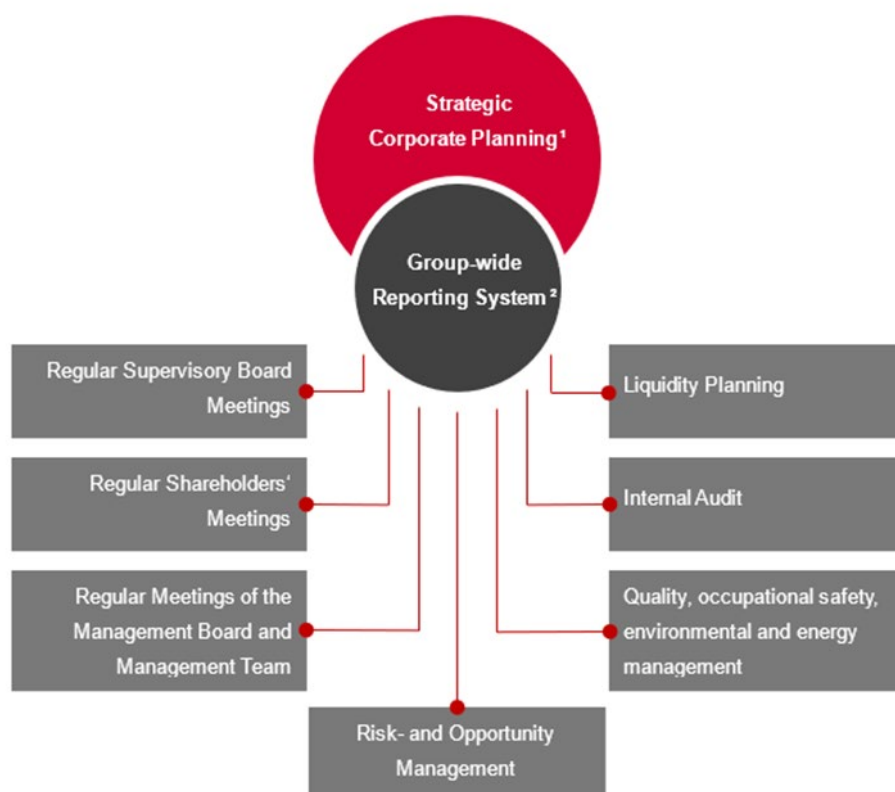 Strategic
Corporate Planning¹
Group-wide
Reporting System²
Regular Supervisory Board
Meetings
Regular Shareholders‘
Meetings
Regular Meetings of the
Management Board and
Management Team
Liquidity Planning
Internal Audit
Quality, occupational safety,
environmental and energy
management
Risk- and Opportunity
Management